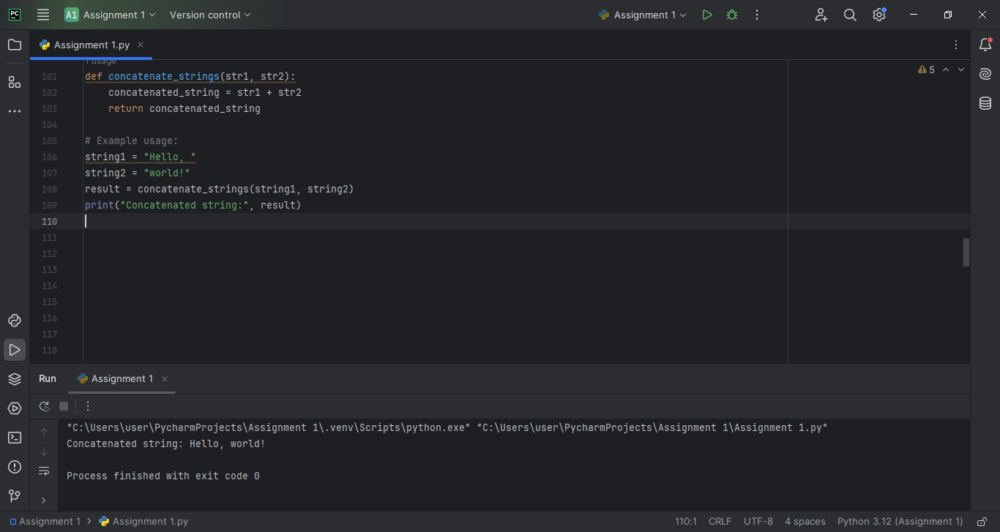 PC A1 Assignment 1 Version control Assignment 1
Assignment 1.py
1 usage
5
101 def concatenate_strings(str1, str2):
102 concatenated_string = str1 + str2
103 return concatenated_string
104
105 # Example usage:
106 string1 = "Hello, "
107 string2 = "world!"
108 result = concatenate_strings(string1, string2)
109 print("Concatenated string:", result)
110
111
112
113
114
115
116
117
118
Run Assignment 1
"C:\Users\user\PycharmProjects\Assignment 1\.venv\Scripts\python.exe" "C:\Users\user\PycharmProjects\Assignment 1\Assignment 1.py"
Concatenated string: Hello, world!
Process finished with exit code 0
Assignment 1 > Assignment 1.py 110:1 CRLF UTF-8 4 spaces Python 3.12 (Assignment 1)